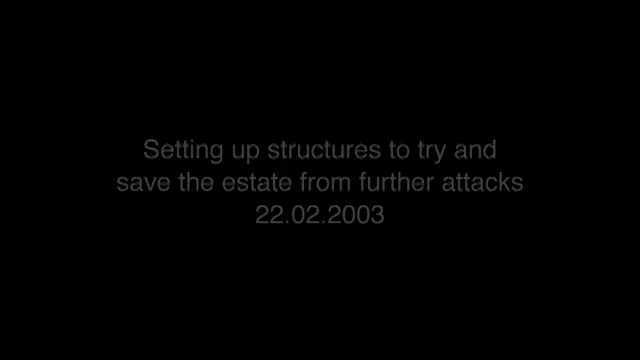 Setting up structures to try and
save the estate from further attacks
22.02.2003